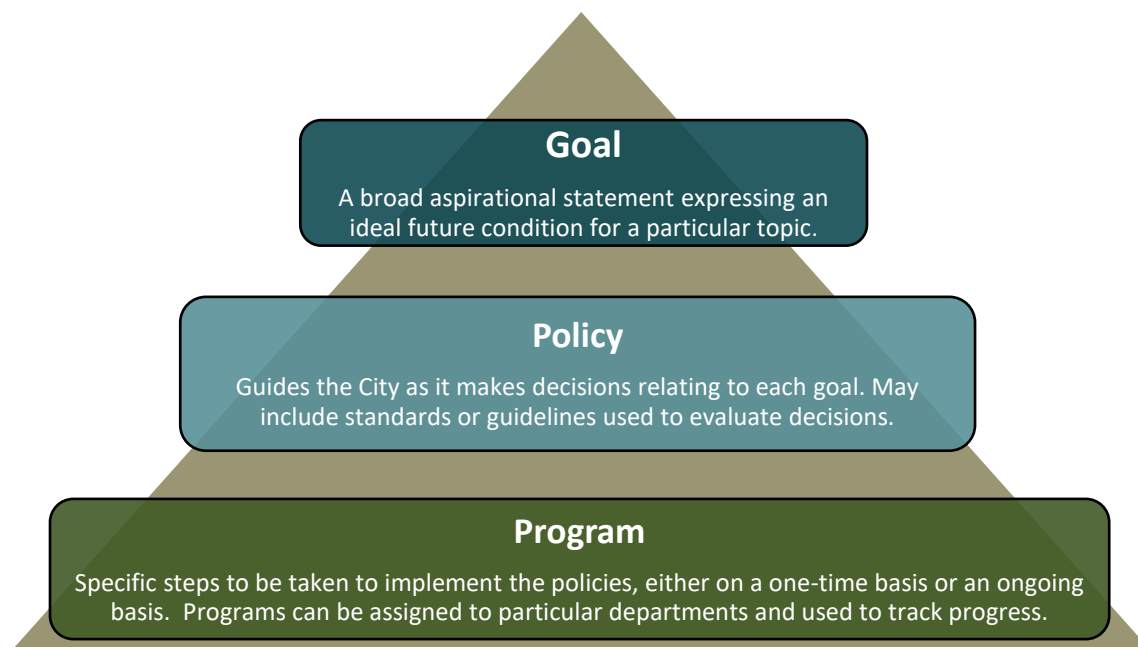 Goal
A broad aspirational statement expressing an
ideal future condition for a particular topic.
Policy
Guides the City as it makes decisions relating to each goal. May
include standards or guidelines used to evaluate decisions.
Program
Specific steps to be taken to implement the policies, either on a one-time basis or an ongoing
basis.  Programs can be assigned to particular departments and used to track progress.